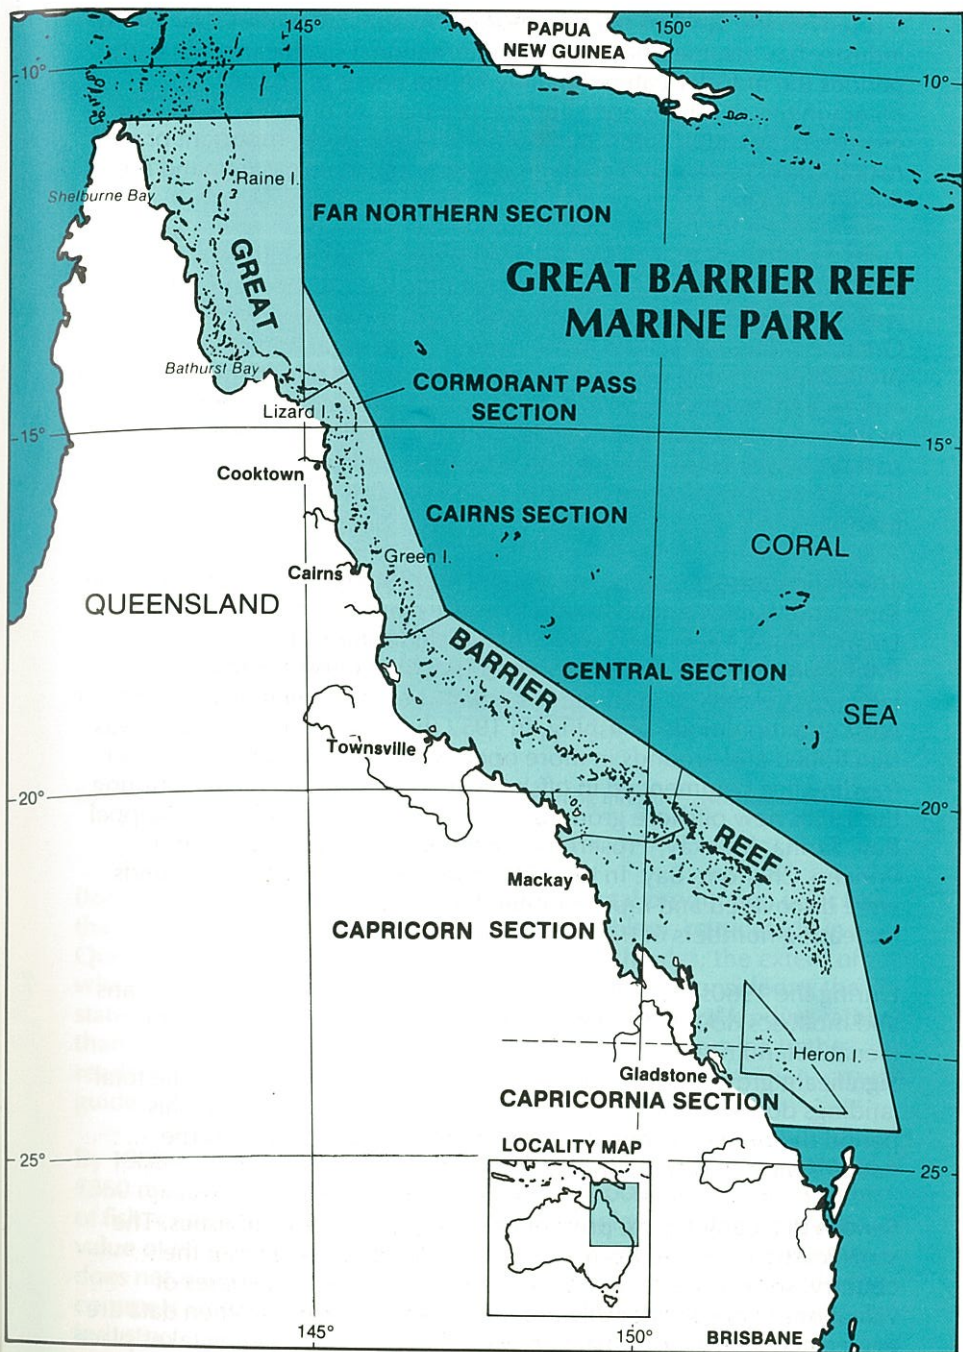 145°
150°
PAPUA
NEW GUINEA
10°
10°
Raine I.
Shelburne Bay
FAR NORTHERN SECTION
GREAT
GREAT BARRIER REEF
MARINE PARK
Bathurst Bay
CORMORANT PASS
SECTION
Lizard I.
15°
15°
Cooktown
CAIRNS SECTION
CORAL
Green I.
Cairns
QUEENSLAND
BARRIER
CENTRAL SECTION
SEA
Townsville
20°
20°
REEF
Mackay
CAPRICORN SECTION
Heron I.
Gladstone
CAPRICORNIA SECTION
LOCALITY MAP
25°
25°
145°
150°
BRISBANE